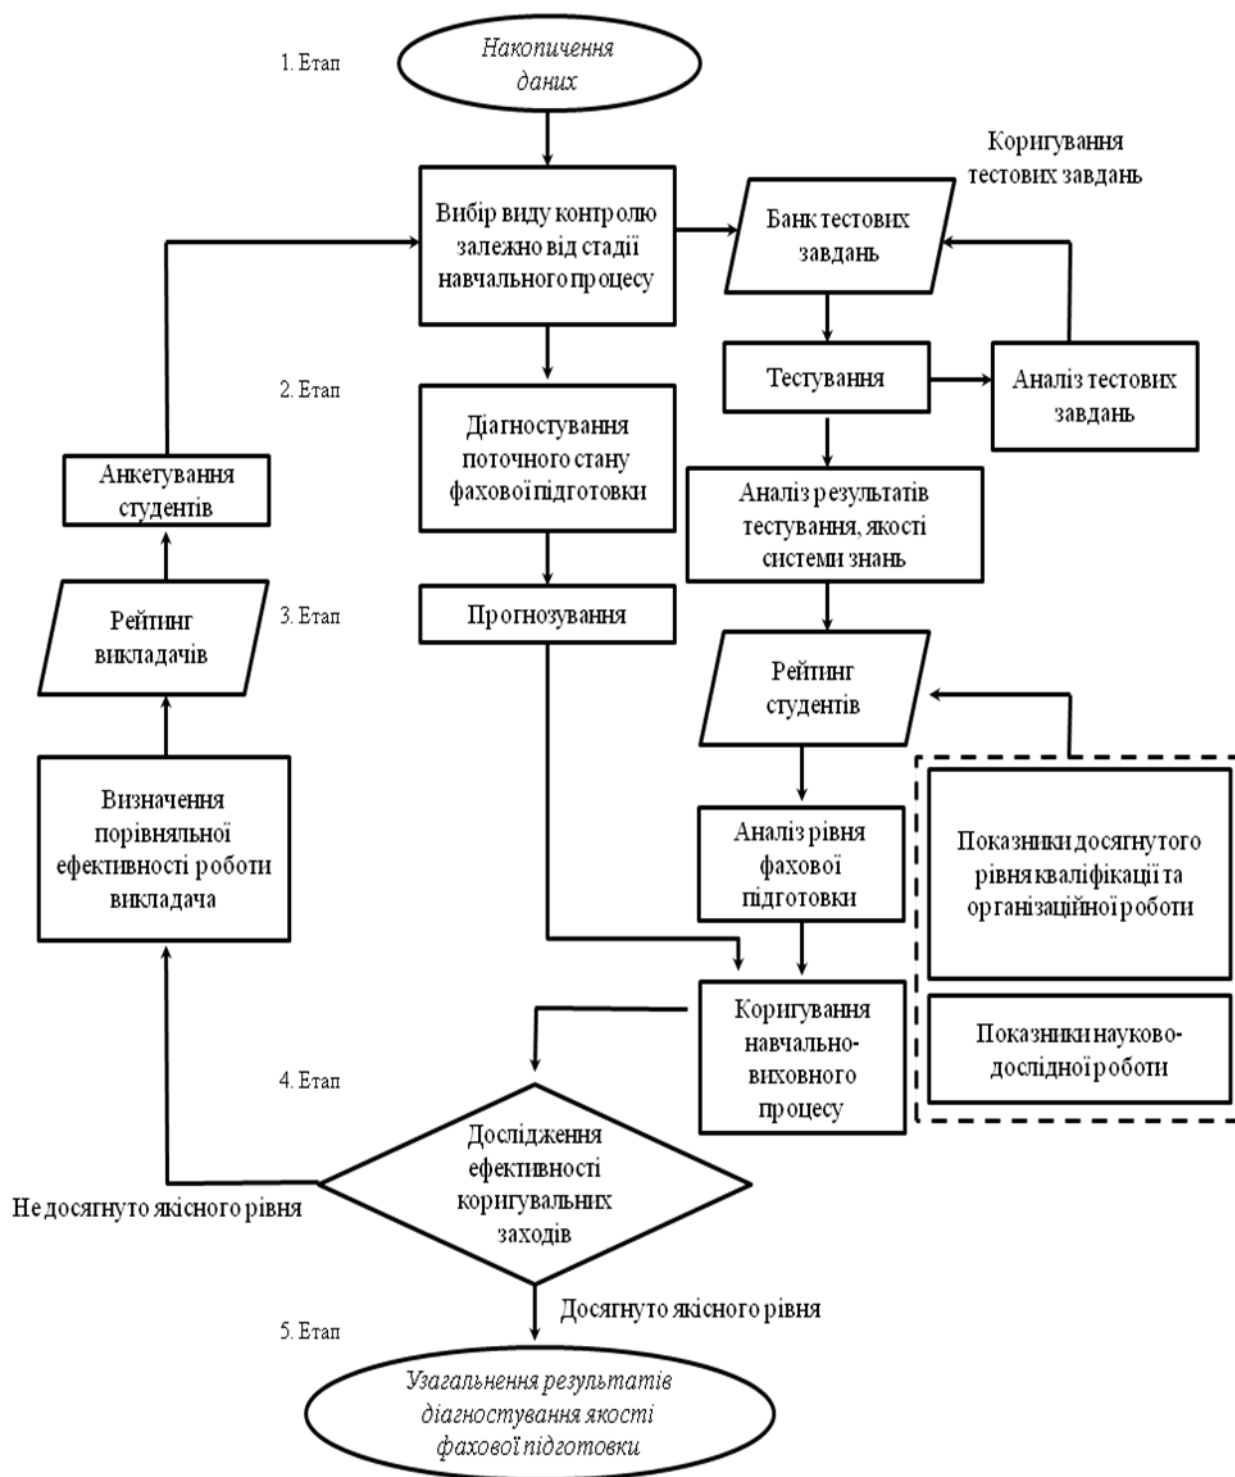 1. Етап
Накопичення
даних
Коригування
тестових завдань
Вибір виду контролю
залежно від стадії
навчального процесу
Банк тестових
завдань
Тестування
Аналіз тестових
завдань
2. Етап
Діагностування
поточного стану
фахової підготовки
Анкетування
студентів
Аналіз результатів
тестування, якості
системи знань
3. Етап
Прогнозування
Рейтинг
викладачів
Рейтинг
студентів
Визначення
порівняльної
ефективності роботи
викладача
Аналіз рівня
фахової
підготовки
Показники досягнутого
рівня кваліфікації та
організаційної роботи
Коригування
навчально-
виховного
процесу
Показники науково-
дослідної роботи
4. Етап
Дослідження
ефективності
коригувальних
заходів
Не досягнуто якісного рівня
Досягнуто якісного рівня
5. Етап
Узагальнення результатів
діагностування якості
фахової підготовки